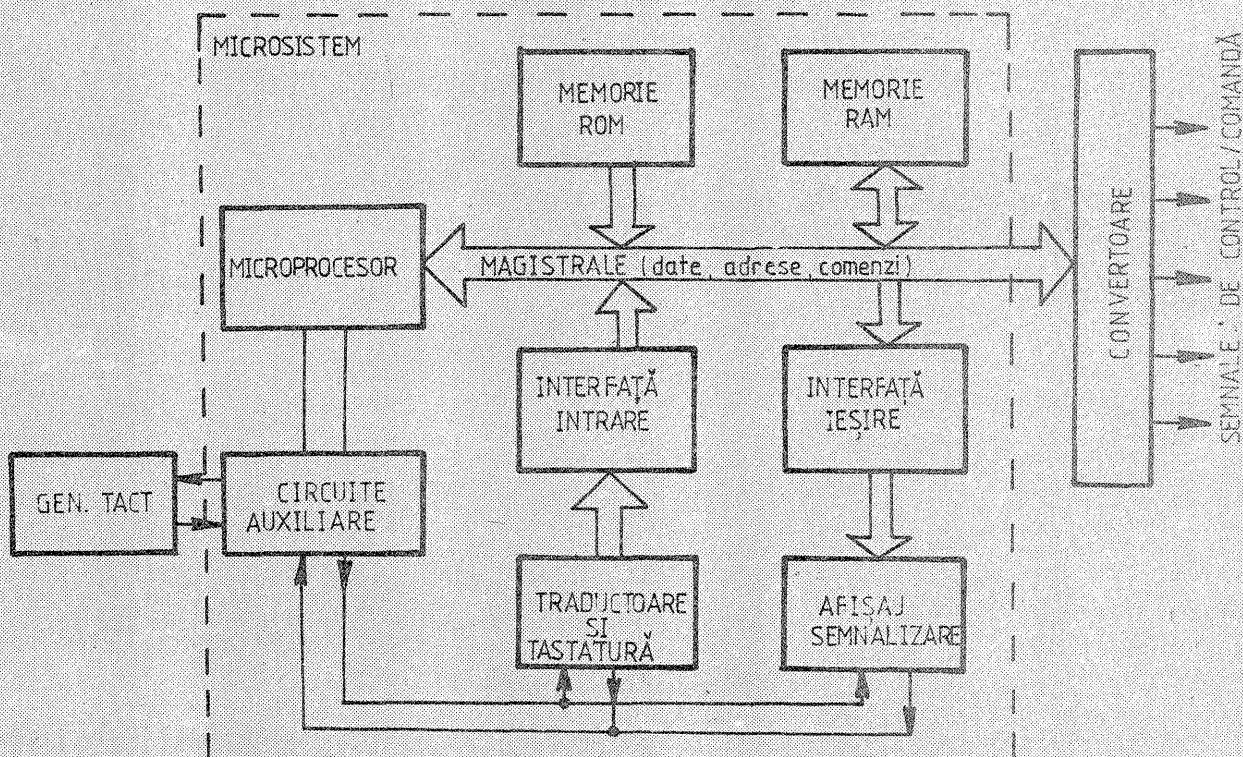 MICROSISTEM
MEMORIE
ROM
MEMORIE
RAM
MICROPROCESOR
MAGISTRALE (date, adrese, comenzi)
CONVERTOARE
SEMNALE DE CONTROL/COMANDĂ
INTERFAȚĂ
INTRARE
INTERFAȚĂ
IEȘIRE
GEN. TACT
CIRCUITE
AUXILIARE
TRADUCTOARE
SI
TASTATURĂ
AFIȘAJ
SEMNALIZARE